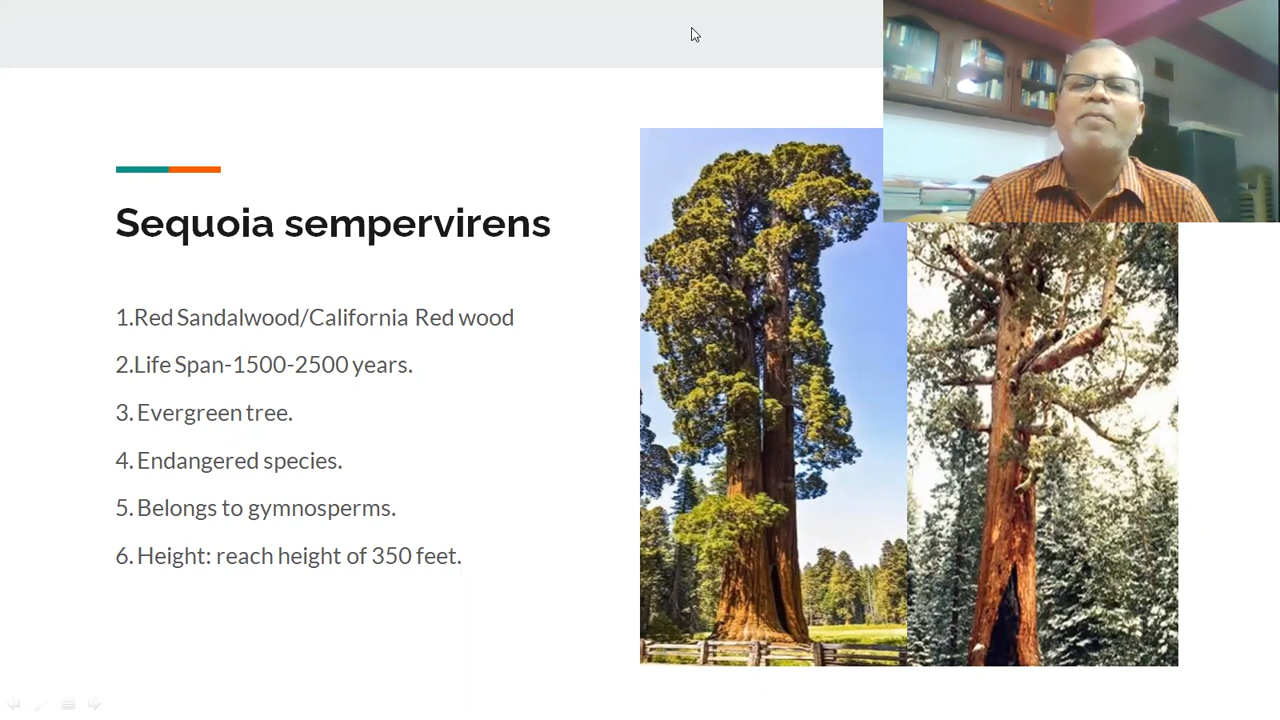 Sequoia sempervirens
1.Red Sandalwood/California Red wood
2.Life Span-1500-2500 years.
3. Evergreen tree.
4. Endangered species.
5. Belongs to gymnosperms.
6. Height: reach height of 350 feet.